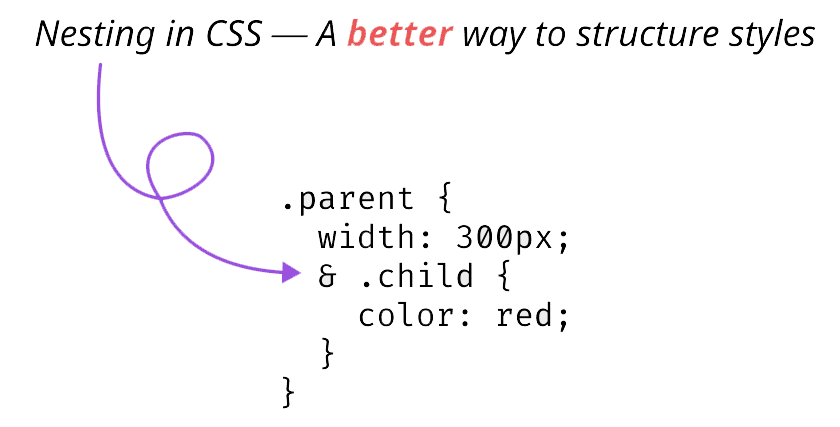 Nesting in CSS — A better way to structure styles
.parent {
  width: 300px;
  & .child {
    color: red;
  }
}